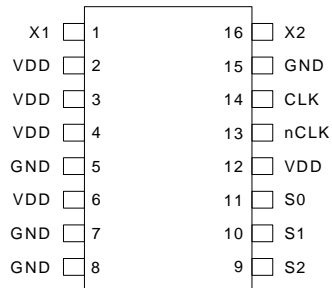 X1 1 16 X2
VDD 2 15 GND
VDD 3 14 CLK
VDD 4 13 nCLK
GND 5 12 VDD
VDD 6 11 S0
GND 7 10 S1
GND 8 9 S2